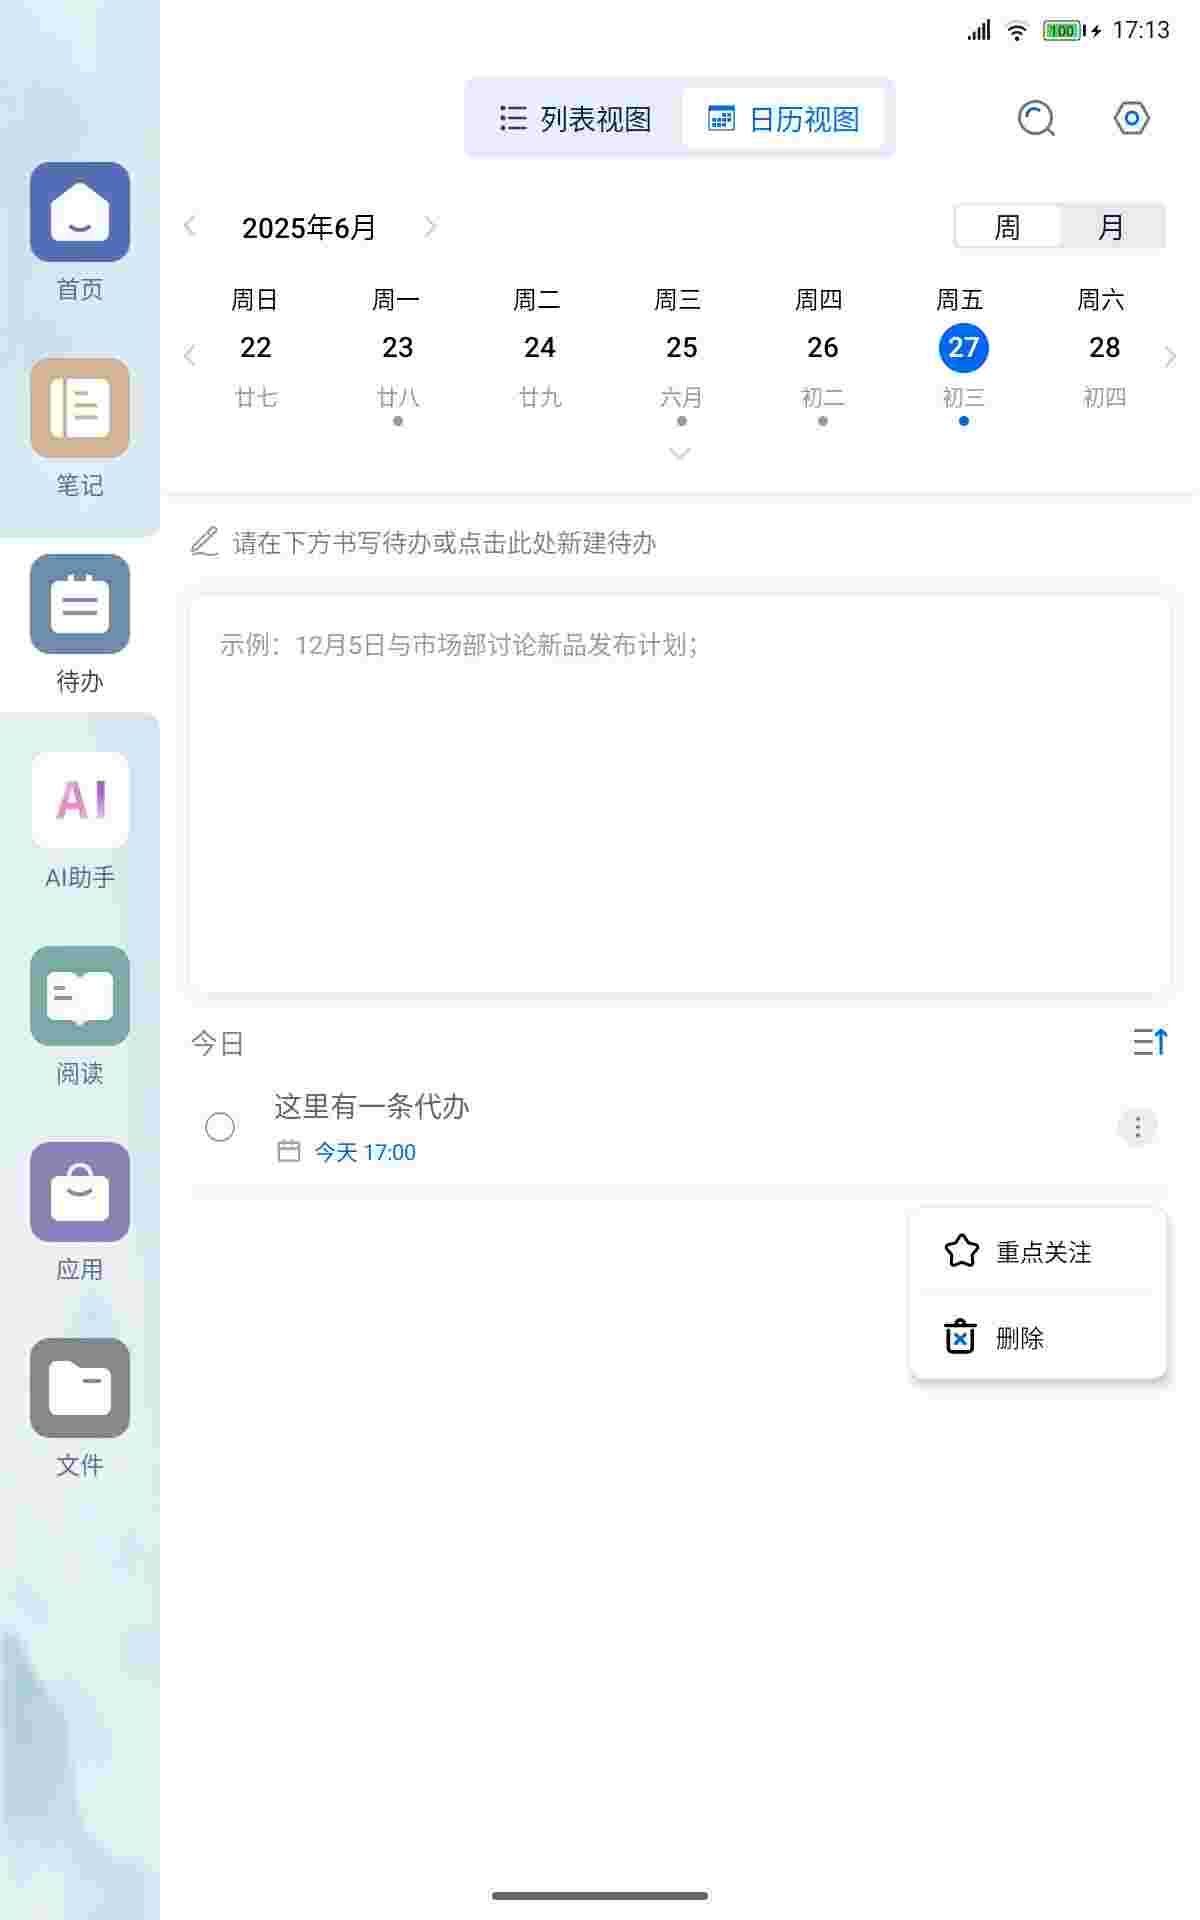 100 17:13
列表视图 日历视图
2025年6月 周 月
周日 周一 周二 周三 周四 周五 周六
22 23 24 25 26 27 28
廿七 廿八 廿九 六月 初二 初三 初四
请在下方书写待办或点击此处新建待办
示例：12月5日与市场部讨论新品发布计划；
今日
这里有一条代办
今天 17:00
重点关注
删除
首页
笔记
待办
AI
AI助手
阅读
应用
文件